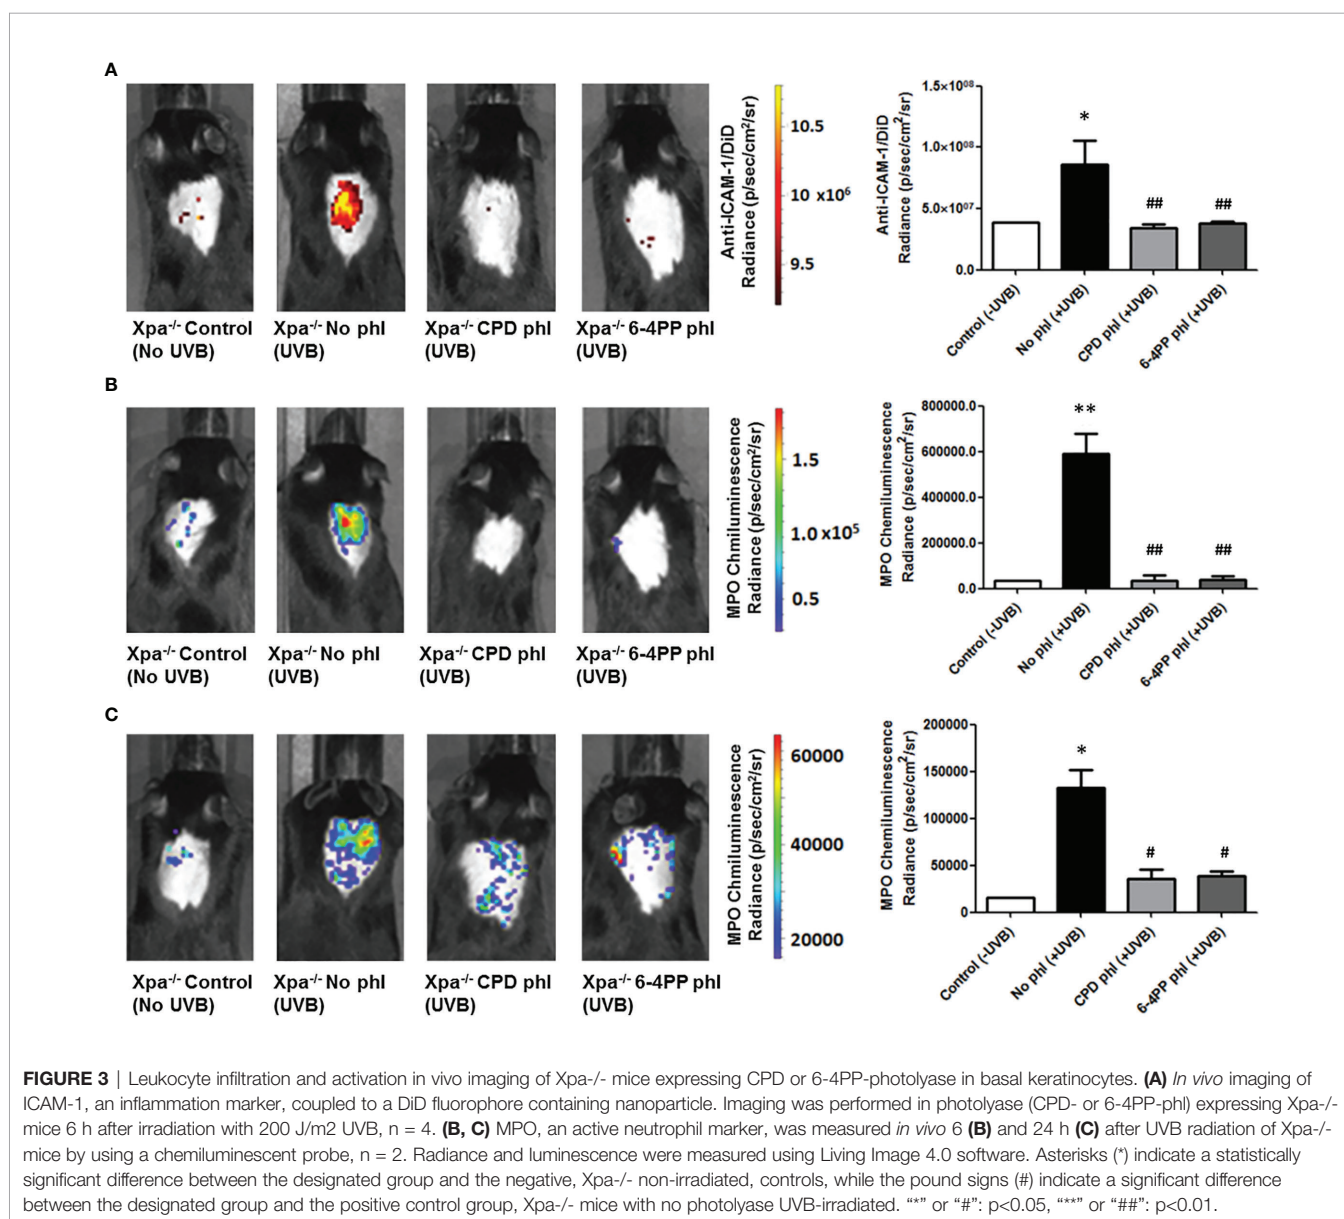 A
Anti-ICAM-1/DiD
Radiance (p/sec/cm²/sr)
10.5
10 x10⁶
9.5
Xpa⁻/⁻ Control
(No UVB)
Xpa⁻/⁻ No phl
(UVB)
Xpa⁻/⁻ CPD phl
(UVB)
Xpa⁻/⁻ 6-4PP phl
(UVB)
Anti-ICAM-1/DiD
Radiance (p/sec/cm²/sr)
1.5×10⁰⁸
1.0×10⁰⁸
5.0×10⁰⁷
0.0
*
##
##
Control (-UVB)
No phl (+UVB)
CPD phl (+UVB)
6-4PP phl (+UVB)
B
MPO Chmiluminescence
Radiance (p/sec/cm²/sr)
1.5
1.0 x10⁵
0.5
Xpa⁻/⁻ Control
(No UVB)
Xpa⁻/⁻ No phl
(UVB)
Xpa⁻/⁻ CPD phl
(UVB)
Xpa⁻/⁻ 6-4PP phl
(UVB)
MPO Chemiluminescence
Radiance (p/sec/cm²/sr)
800000.0
600000.0
400000.0
200000.0
0.0
**
##
##
Control (-UVB)
No phl (+UVB)
CPD phl (+UVB)
6-4PP phl (+UVB)
C
MPO Chmiluminescence
Radiance (p/sec/cm²/sr)
60000
40000
20000
Xpa⁻/⁻ Control
(No UVB)
Xpa⁻/⁻ No phl
(UVB)
Xpa⁻/⁻ CPD phl
(UVB)
Xpa⁻/⁻ 6-4PP phl
(UVB)
MPO Chemiluminescence
Radiance (p/sec/cm²/sr)
200000
150000
100000
50000
0
*
#
#
Control (-UVB)
No phl (+UVB)
CPD phl (+UVB)
6-4PP phl (+UVB)
FIGURE 3 | Leukocyte infiltration and activation in vivo imaging of Xpa-/- mice expressing CPD or 6-4PP-photolyase in basal keratinocytes. (A) In vivo imaging of
ICAM-1, an inflammation marker, coupled to a DiD fluorophore containing nanoparticle. Imaging was performed in photolyase (CPD- or 6-4PP-phl) expressing Xpa-/-
mice 6 h after irradiation with 200 J/m2 UVB, n = 4. (B, C) MPO, an active neutrophil marker, was measured in vivo 6 (B) and 24 h (C) after UVB radiation of Xpa-/-
mice by using a chemiluminescent probe, n = 2. Radiance and luminescence were measured using Living Image 4.0 software. Asterisks (*) indicate a statistically
significant difference between the designated group and the negative, Xpa-/- non-irradiated, controls, while the pound signs (#) indicate a significant difference
between the designated group and the positive control group, Xpa-/- mice with no photolyase UVB-irradiated. “*” or “#”: p<0.05, “**” or “##”: p<0.01.